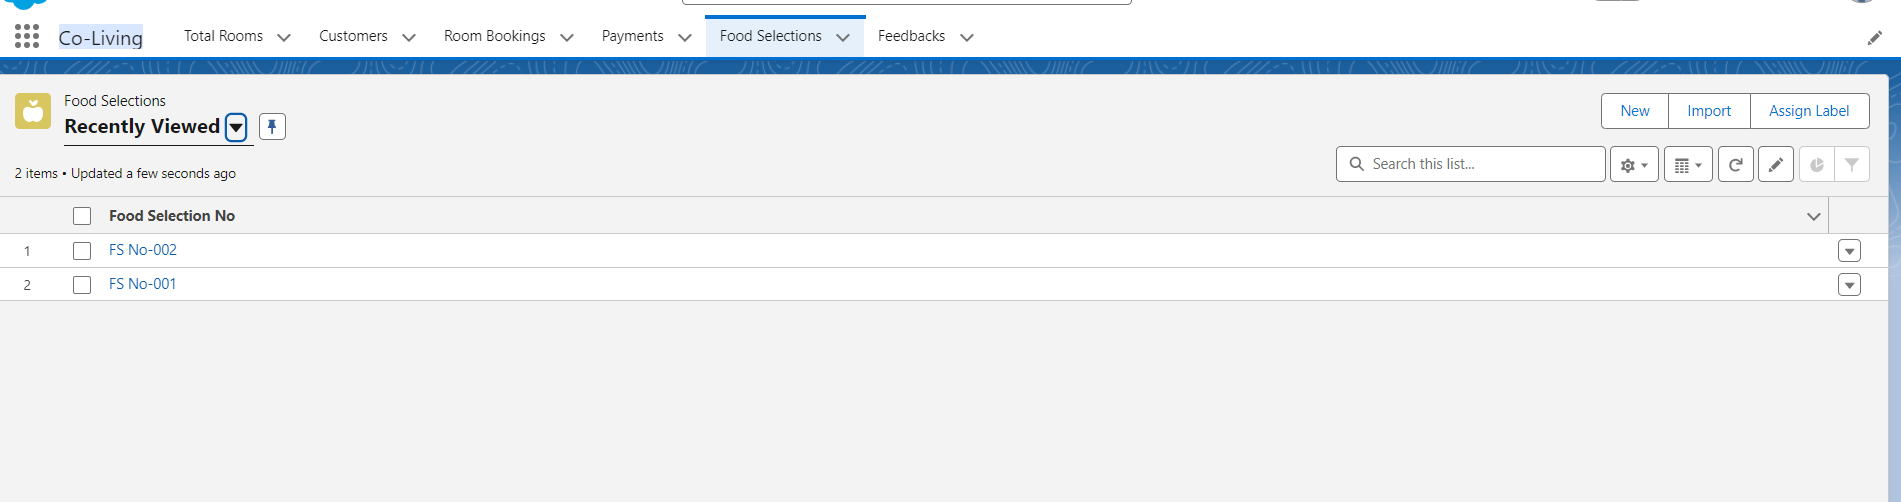 Co-Living Total Rooms Customers Room Bookings Payments Food Selections Feedbacks
Food Selections
Recently Viewed
New Import Assign Label
2 items • Updated a few seconds ago
Search this list...
Food Selection No
1 FS No-002
2 FS No-001